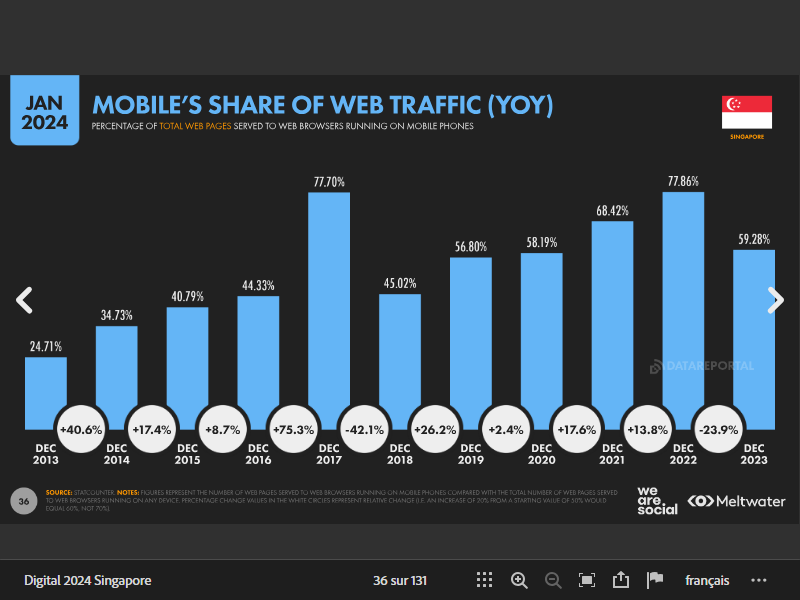 JAN
2024
MOBILE'S SHARE OF WEB TRAFFIC (YOY)
PERCENTAGE OF TOTAL WEB PAGES SERVED TO WEB BROWSERS RUNNING ON MOBILE PHONES
SINGAPORE
24.71%
34.73%
40.79%
44.33%
77.70%
45.02%
56.80%
58.19%
68.42%
77.86%
59.28%
DATAREPORTAL
+40.6%
+17.4%
+8.7%
+75.3%
-42.1%
+26.2%
+2.4%
+17.6%
+13.8%
-23.9%
DEC
2013
DEC
2014
DEC
2015
DEC
2016
DEC
2017
DEC
2018
DEC
2019
DEC
2020
DEC
2021
DEC
2022
DEC
2023
36
SOURCE: STATCOUNTER. NOTES: FIGURES REPRESENT THE NUMBER OF WEB PAGES SERVED TO WEB BROWSERS RUNNING ON MOBILE PHONES COMPARED WITH THE TOTAL NUMBER OF WEB PAGES SERVED
TO WEB BROWSERS RUNNING ON ANY DEVICE. PERCENTAGE CHANGE VALUES IN THE WHITE CIRCLES REPRESENT RELATIVE CHANGE (I.E. AN INCREASE OF 20% FROM A STARTING VALUE OF 50% WOULD
EQUAL 60%, NOT 70%).
we
are.
social
Meltwater
Digital 2024 Singapore
36 sur 131
français